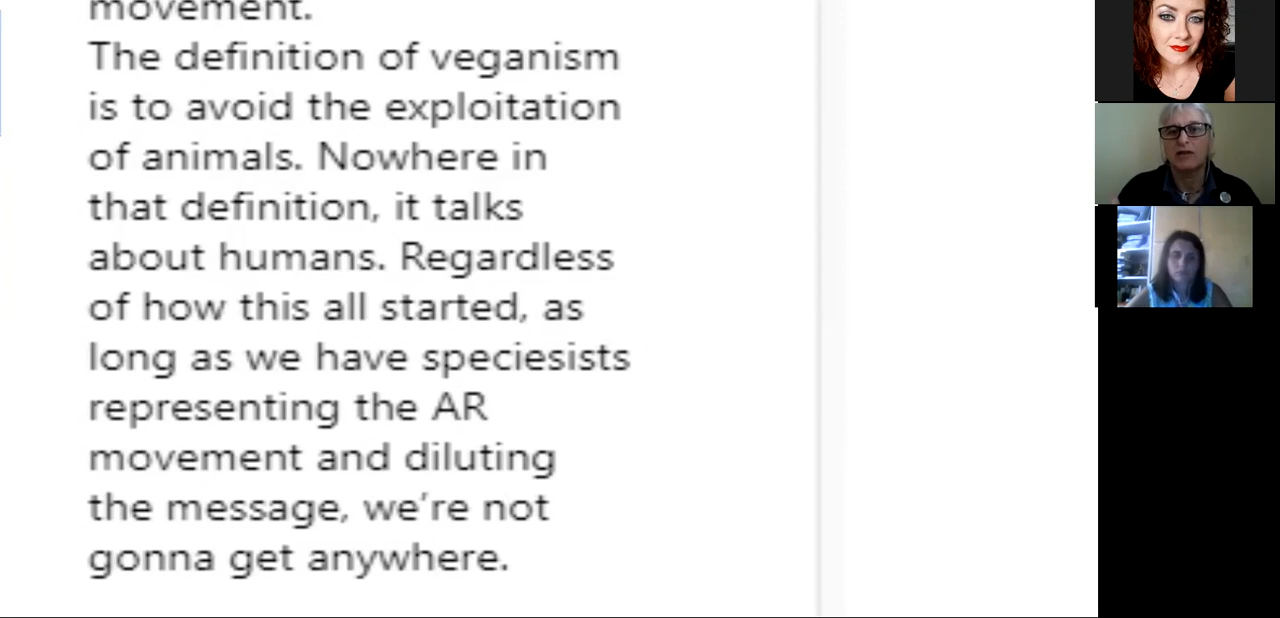 movement.
The definition of veganism
is to avoid the exploitation
of animals. Nowhere in
that definition, it talks
about humans. Regardless
of how this all started, as
long as we have speciesists
representing the AR
movement and diluting
the message, we’re not
gonna get anywhere.